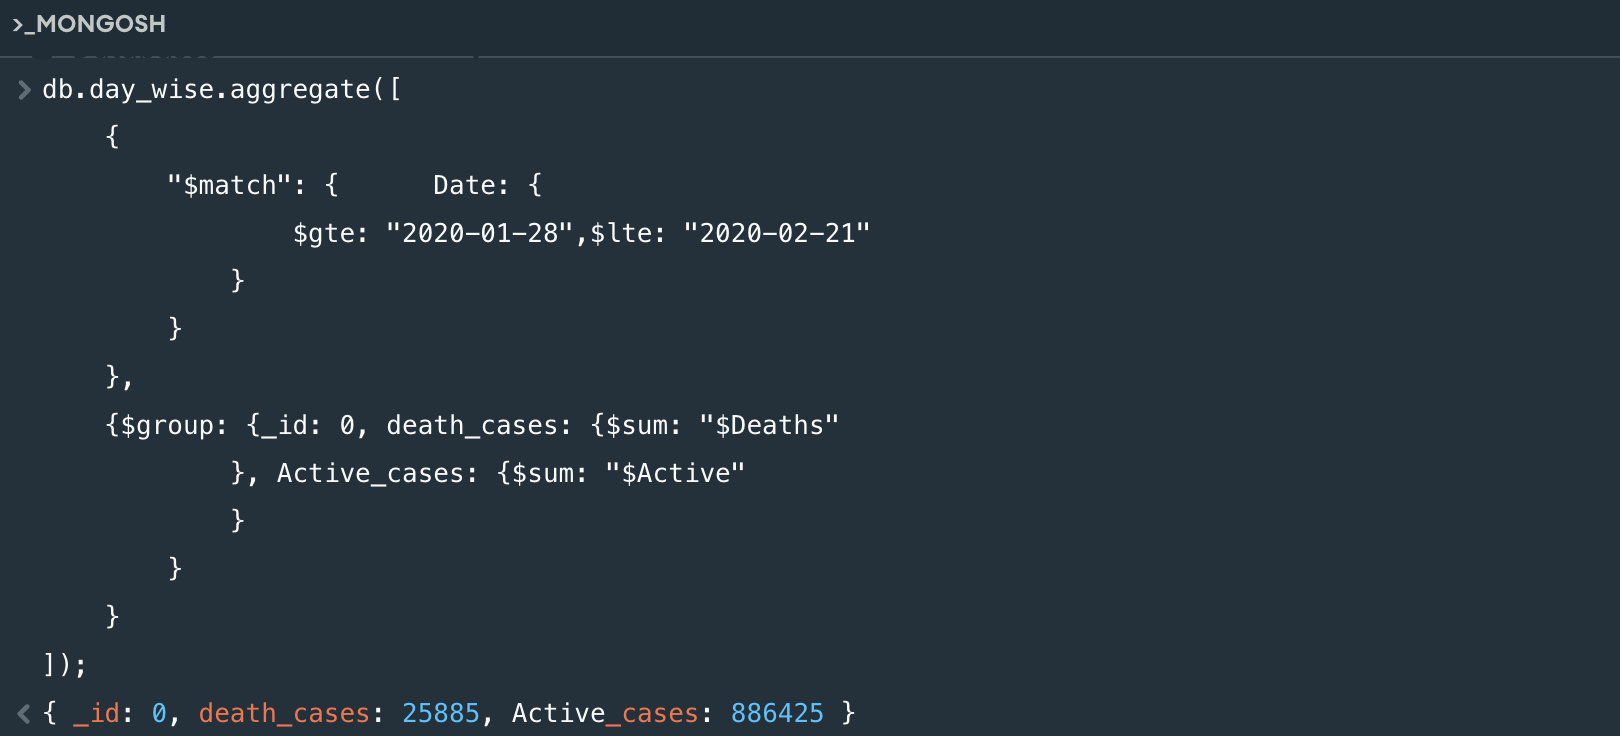 >_MONGOSH
> db.day_wise.aggregate([
{
"$match": {      Date: {
$gte: "2020-01-28",$lte: "2020-02-21"
}
}
},
{$group: {_id: 0, death_cases: {$sum: "$Deaths"
}, Active_cases: {$sum: "$Active"
}
}
}
]);
< { _id: 0, death_cases: 25885, Active_cases: 886425 }